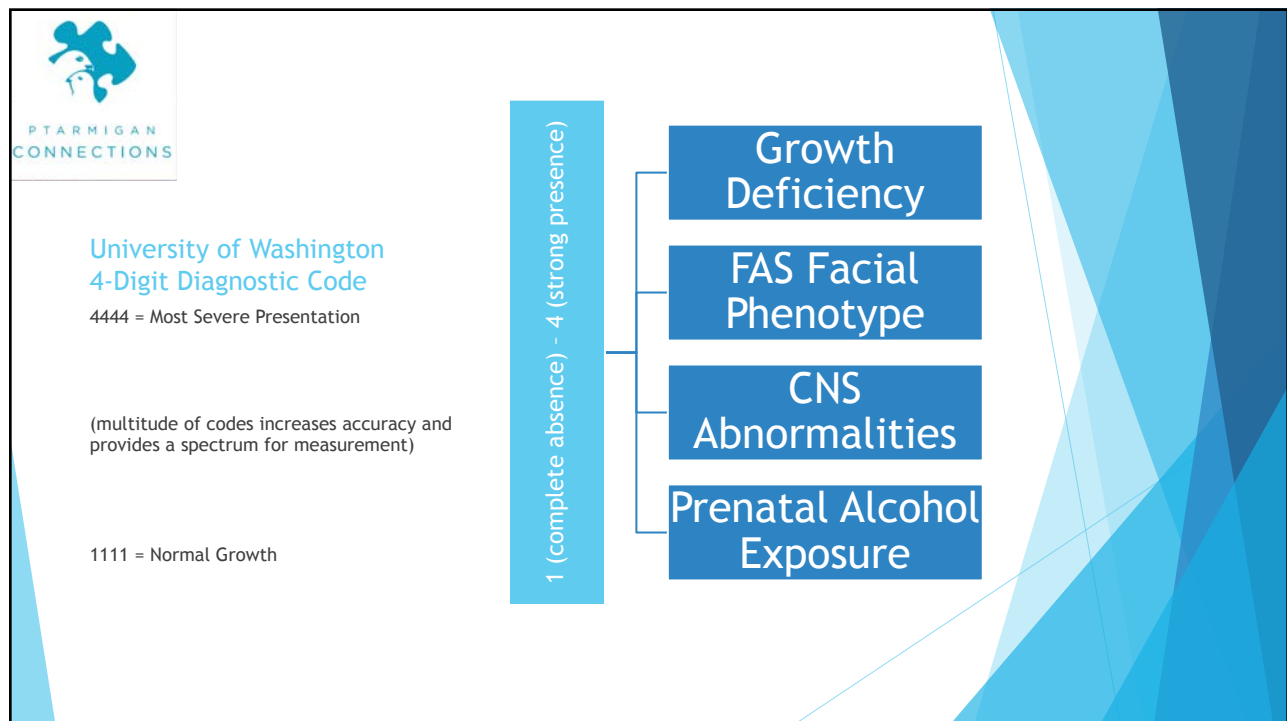 PTARMIGAN
CONNECTIONS
University of Washington
4-Digit Diagnostic Code
4444 = Most Severe Presentation
(multitude of codes increases accuracy and
provides a spectrum for measurement)
1111 = Normal Growth
1 (complete absence) - 4 (strong presence)
Growth
Deficiency
FAS Facial
Phenotype
CNS
Abnormalities
Prenatal Alcohol
Exposure